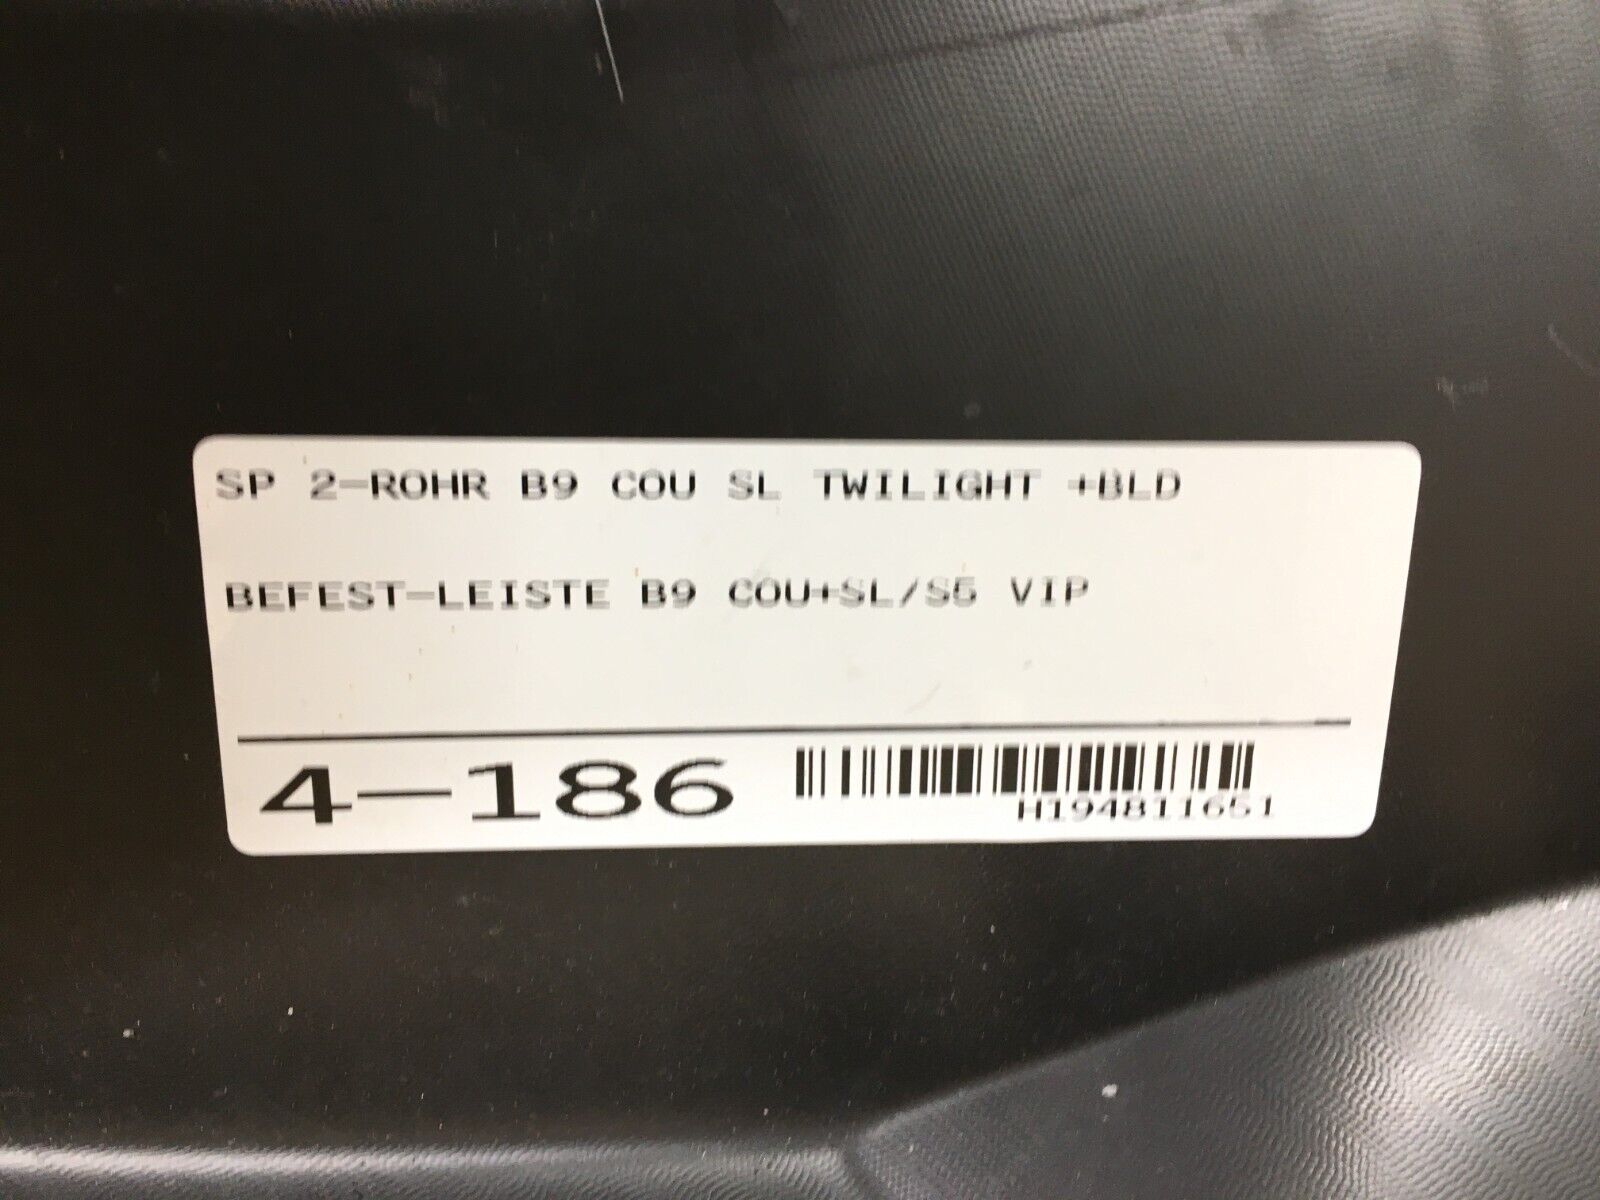 SP 2-ROHR B9 COU SL TWILIGHT +BLD
BEFEST-LEISTE B9 COU+SL/S5 VIP
4-186
H194811651